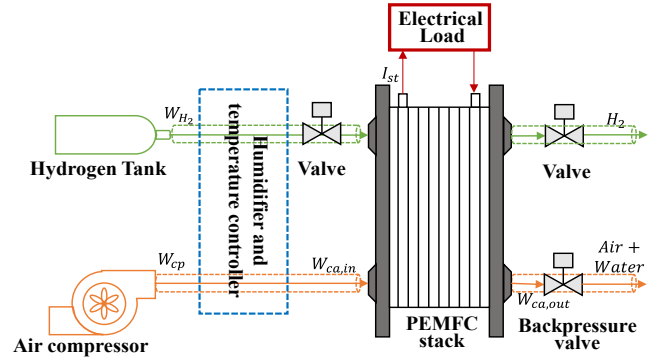 Electrical
Load
I_st
W_H₂
H₂
Hydrogen Tank
Humidifier and
temperature controller
Valve
Valve
W_cp
W_ca,in
Air +
Water
W_ca,out
Air compressor
PEMFC
stack
Backpressure
valve